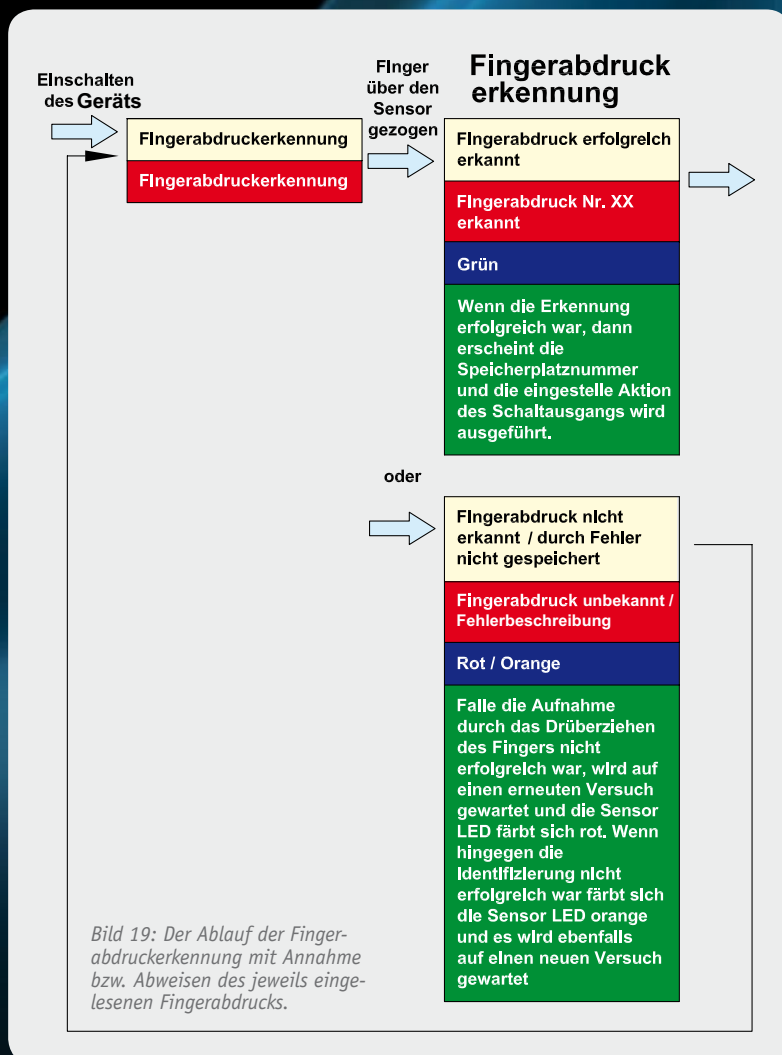 Einschalten
des Geräts
Fingerabdruckerkennung
Fingerabdruckerkennung
Finger
über den
Sensor
gezogen
Fingerabdruck
erkennung
Fingerabdruck erfolgreich
erkannt
Fingerabdruck Nr. XX
erkannt
Grün
Wenn die Erkennung
erfolgreich war, dann
erscheint die
Speicherplatznummer
und die eingestelle Aktion
des Schaltausgangs wird
ausgeführt.
oder
Fingerabdruck nicht
erkannt / durch Fehler
nicht gespeichert
Fingerabdruck unbekannt /
Fehlerbeschreibung
Rot / Orange
Falle die Aufnahme
durch das Drüberziehen
des Fingers nicht
erfolgreich war, wird auf
einen erneuten Versuch
gewartet und die Sensor
LED färbt sich rot. Wenn
hingegen die
Identifizierung nicht
erfolgreich war färbt sich
die Sensor LED orange
und es wird ebenfalls
auf einen neuen Versuch
gewartet
Bild 19: Der Ablauf der Finger-
abdruckerkennung mit Annahme
bzw. Abweisen des jeweils einge-
lesenen Fingerabdrucks.